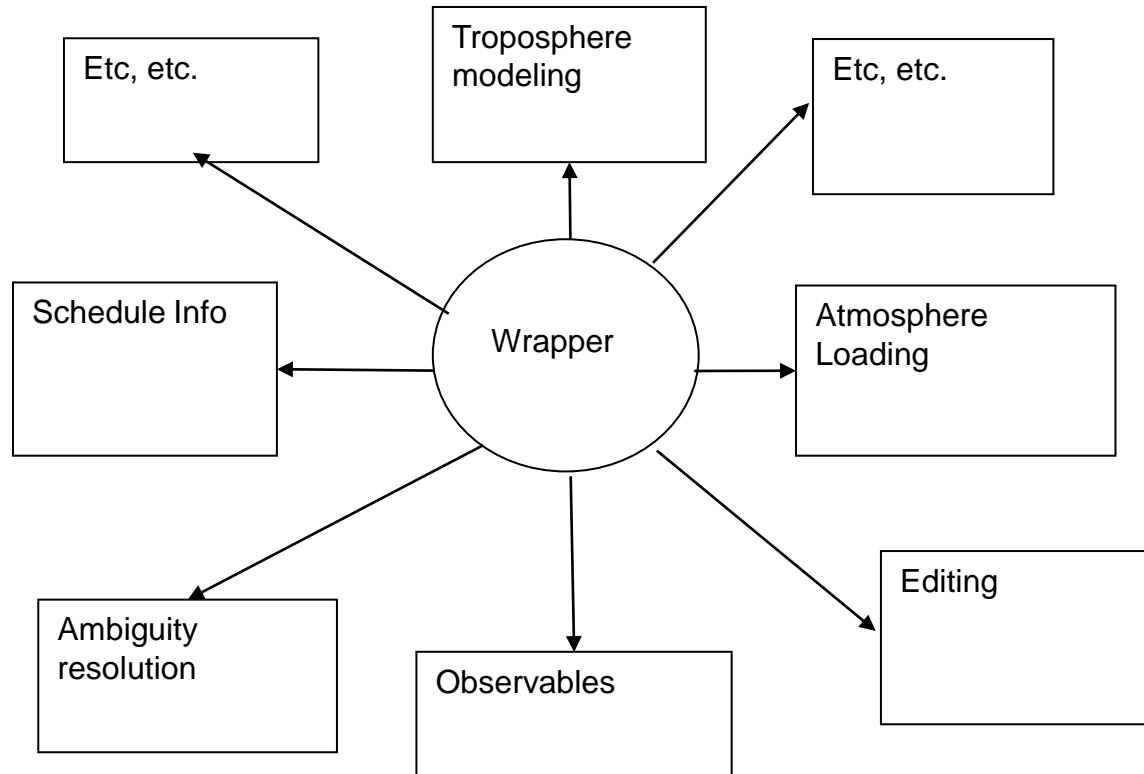 Etc, etc.
Troposphere
modeling
Etc, etc.
Schedule Info
Wrapper
Atmosphere
Loading
Ambiguity
resolution
Observables
Editing